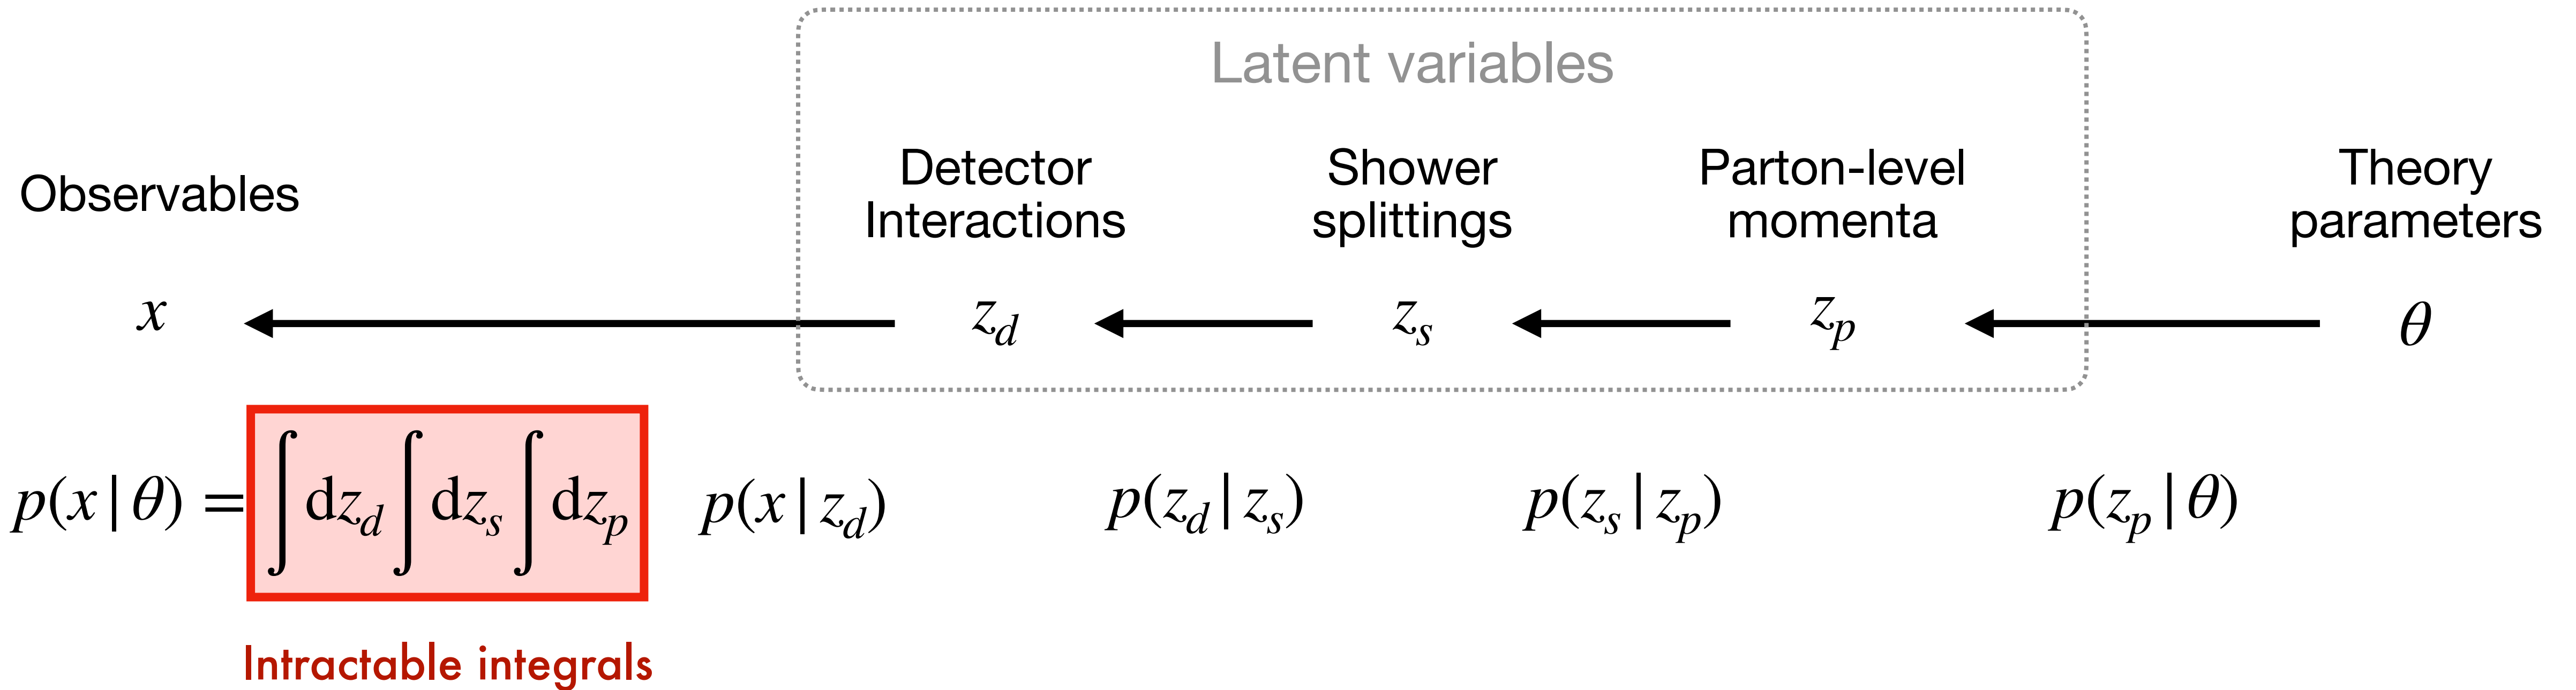 Latent variables
Observables
Detector
Interactions
Shower
splittings
Parton-level
momenta
Theory
parameters
x
z_d
z_s
z_p
θ
p(x|θ) = ∫dz_d ∫dz_s ∫dz_p p(x|z_d) p(z_d|z_s) p(z_s|z_p) p(z_p|θ)
Intractable integrals